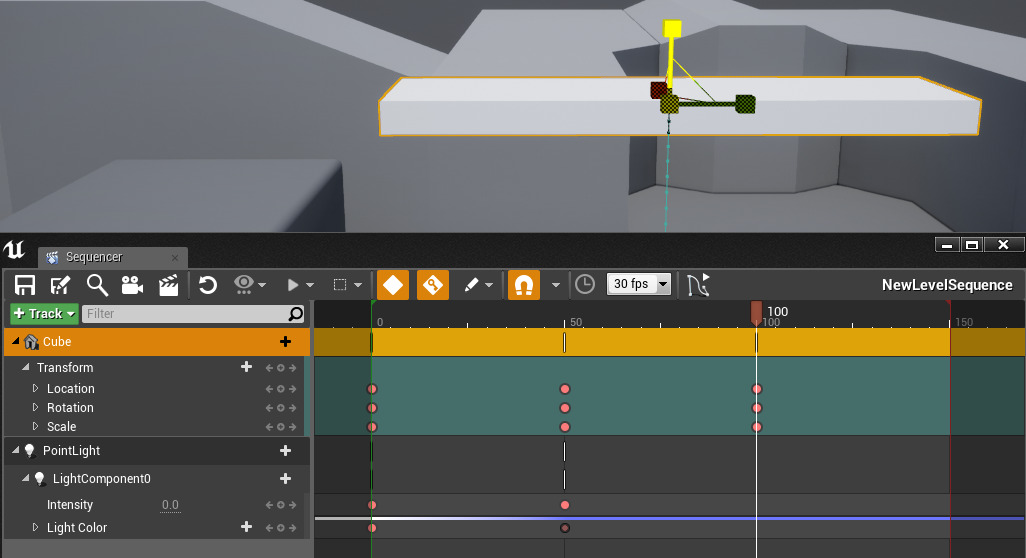 Sequencer
30 fps
NewLevelSequence
+ Track
Filter
0
50
100
100
150
Cube
Transform
Location
Rotation
Scale
PointLight
LightComponent0
Intensity 0.0
Light Color